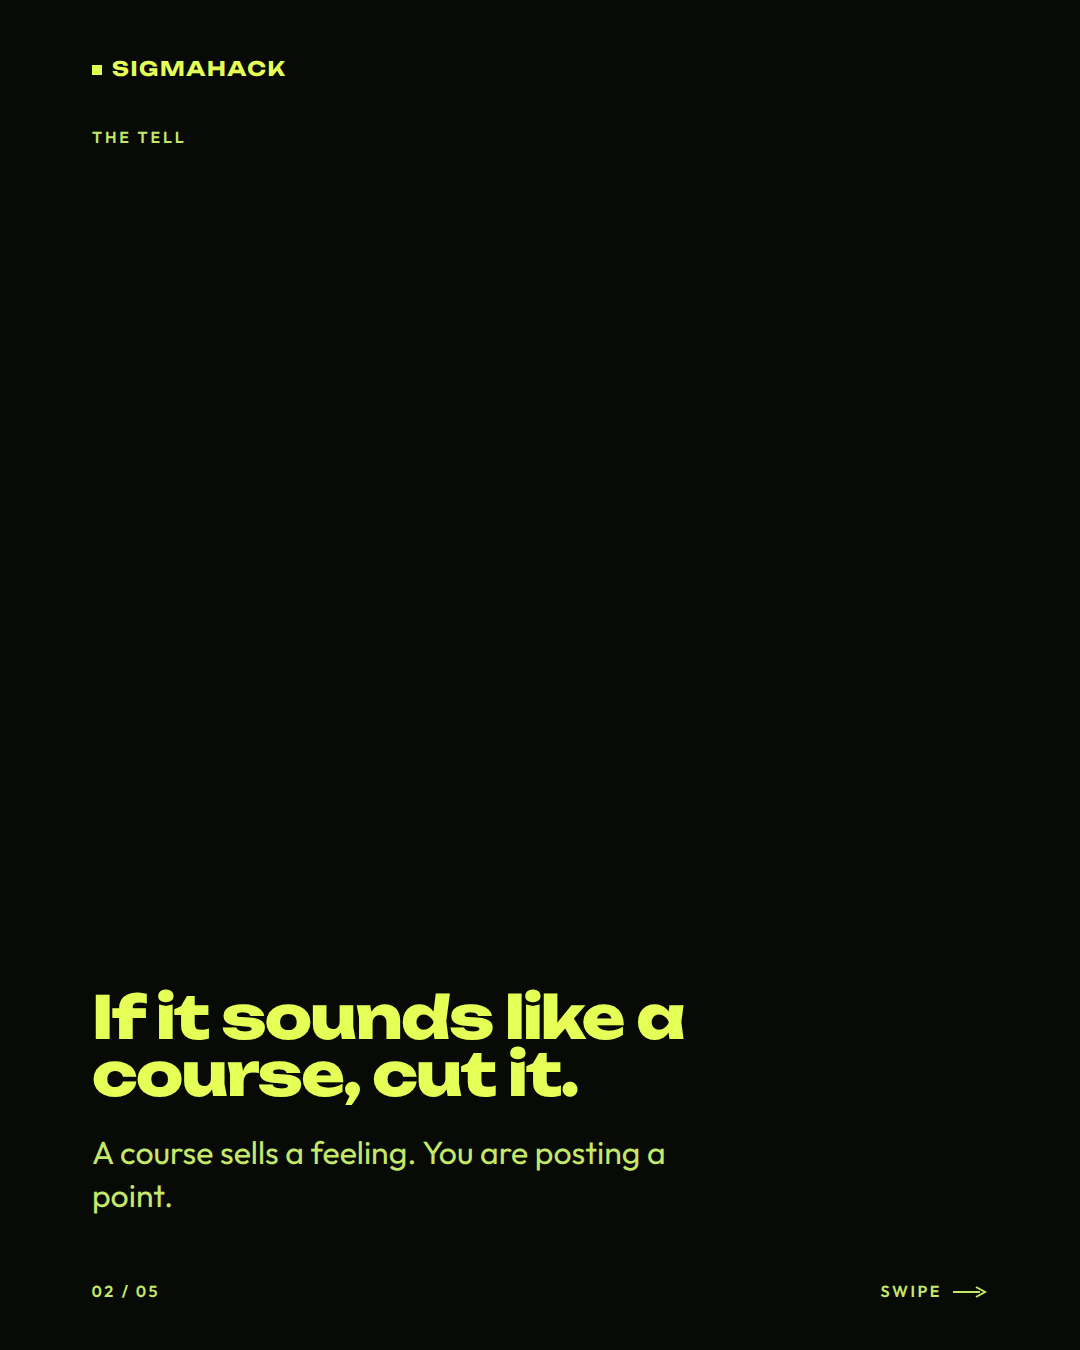 SIGMAHACK
THE TELL
If it sounds like a
course, cut it.
A course sells a feeling. You are posting a
point.
02 / 05
SWIPE